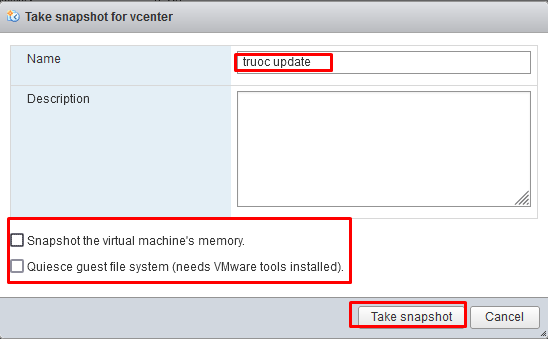 Take snapshot for vcenter
Name
truoc update
Description
Snapshot the virtual machine's memory.
Quiesce guest file system (needs VMware tools installed).
Take snapshot
Cancel